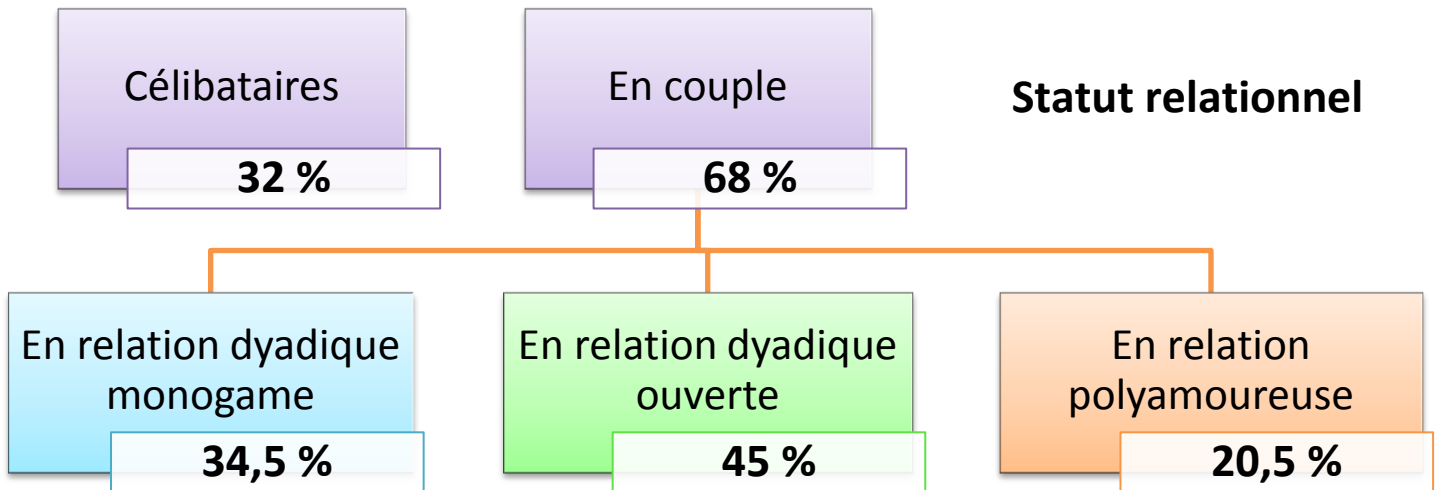 Célibataires
32 %
En couple
68 %
Statut relationnel
En relation dyadique
monogame
34,5 %
En relation dyadique
ouverte
45 %
En relation
polyamoureuse
20,5 %